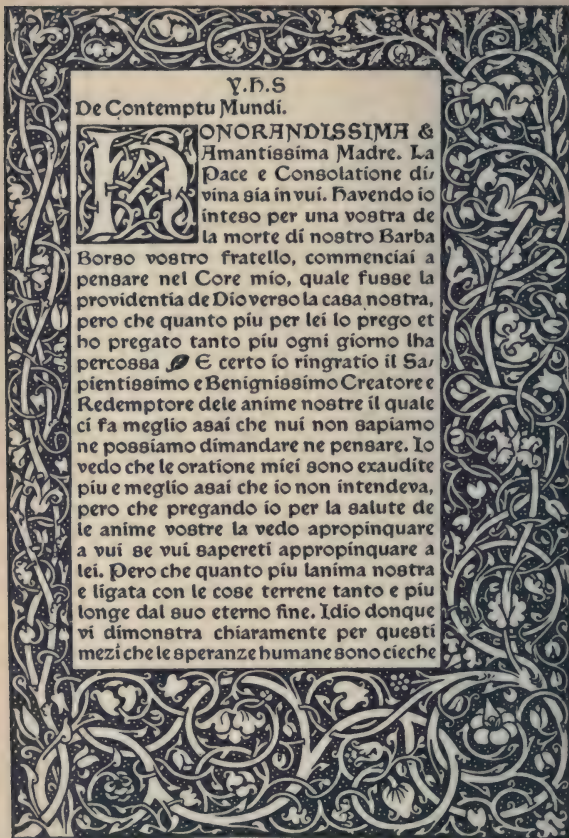 Y.H.S
De Contemptu Mundi.
HONORANDISSIMA &
Amantissima Madre. La
Pace e Consolatione di/
vina sia in vui. Havendo io
inteso per una vostra de
la morte di nostro Barba
Borso vostro fratello, commenciai a
pensare nel Core mio, quale fusse la
providentia de Dio verso la casa nostra,
pero che quanto piu per lei lo prego et
ho pregato tanto piu ogni giorno lha
percossa E certo io ringratio il Sa/
pientissimo e Benignissimo Creatore e
Redemptore dele anime nostre il quale
ci fa meglio asai che nui non sapiamo
ne possiamo dimandare ne pensare. Io
vedo che le oratione miei sono exaudite
piu e meglio asai che io non intendeva,
pero che pregando io per la salute de
le anime vostre la vedo apropinquare
a vui se vui sapereti appropinquare a
lei. Pero che quanto piu lanima nostra
e ligata con le cose terrene tanto e piu
longe dal suo eterno fine. Idio donque
vi dimonstra chiaramente per questi
mezi che le speranze humane sono cieche